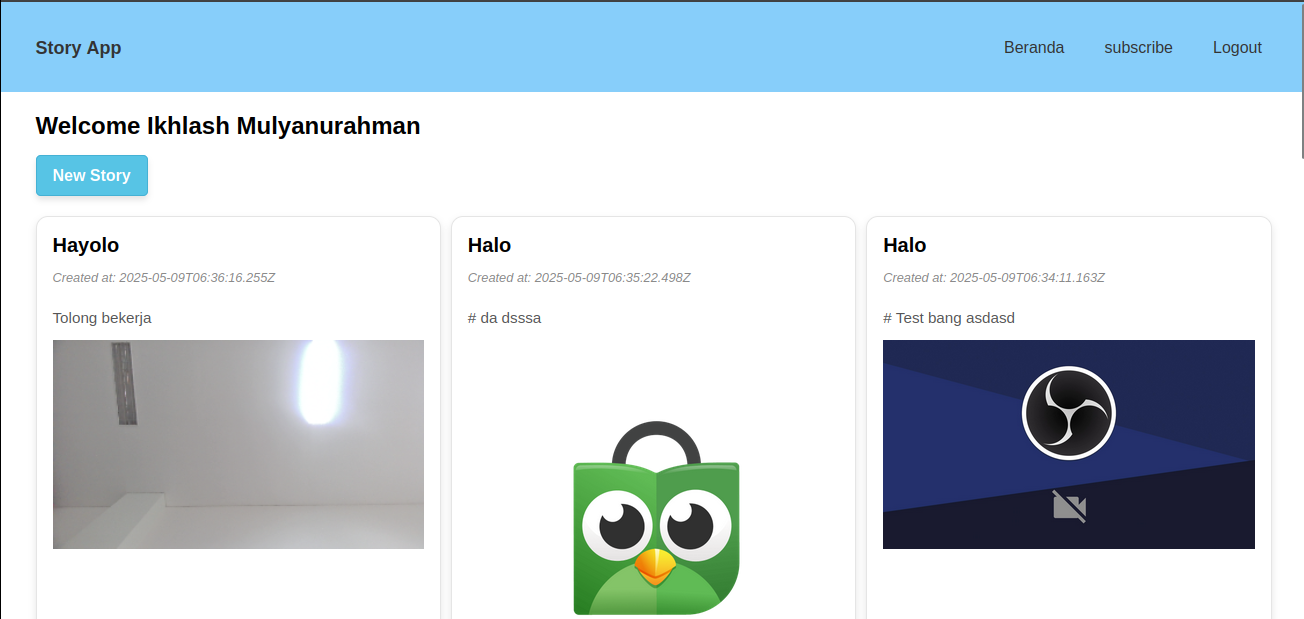 Story App
Beranda subscribe Logout
Welcome Ikhlash Mulyanurahman
New Story
Hayolo
Created at: 2025-05-09T06:36:16.255Z
Tolong bekerja
Halo
Created at: 2025-05-09T06:35:22.498Z
# da dsssa
Halo
Created at: 2025-05-09T06:34:11.163Z
# Test bang asdasd